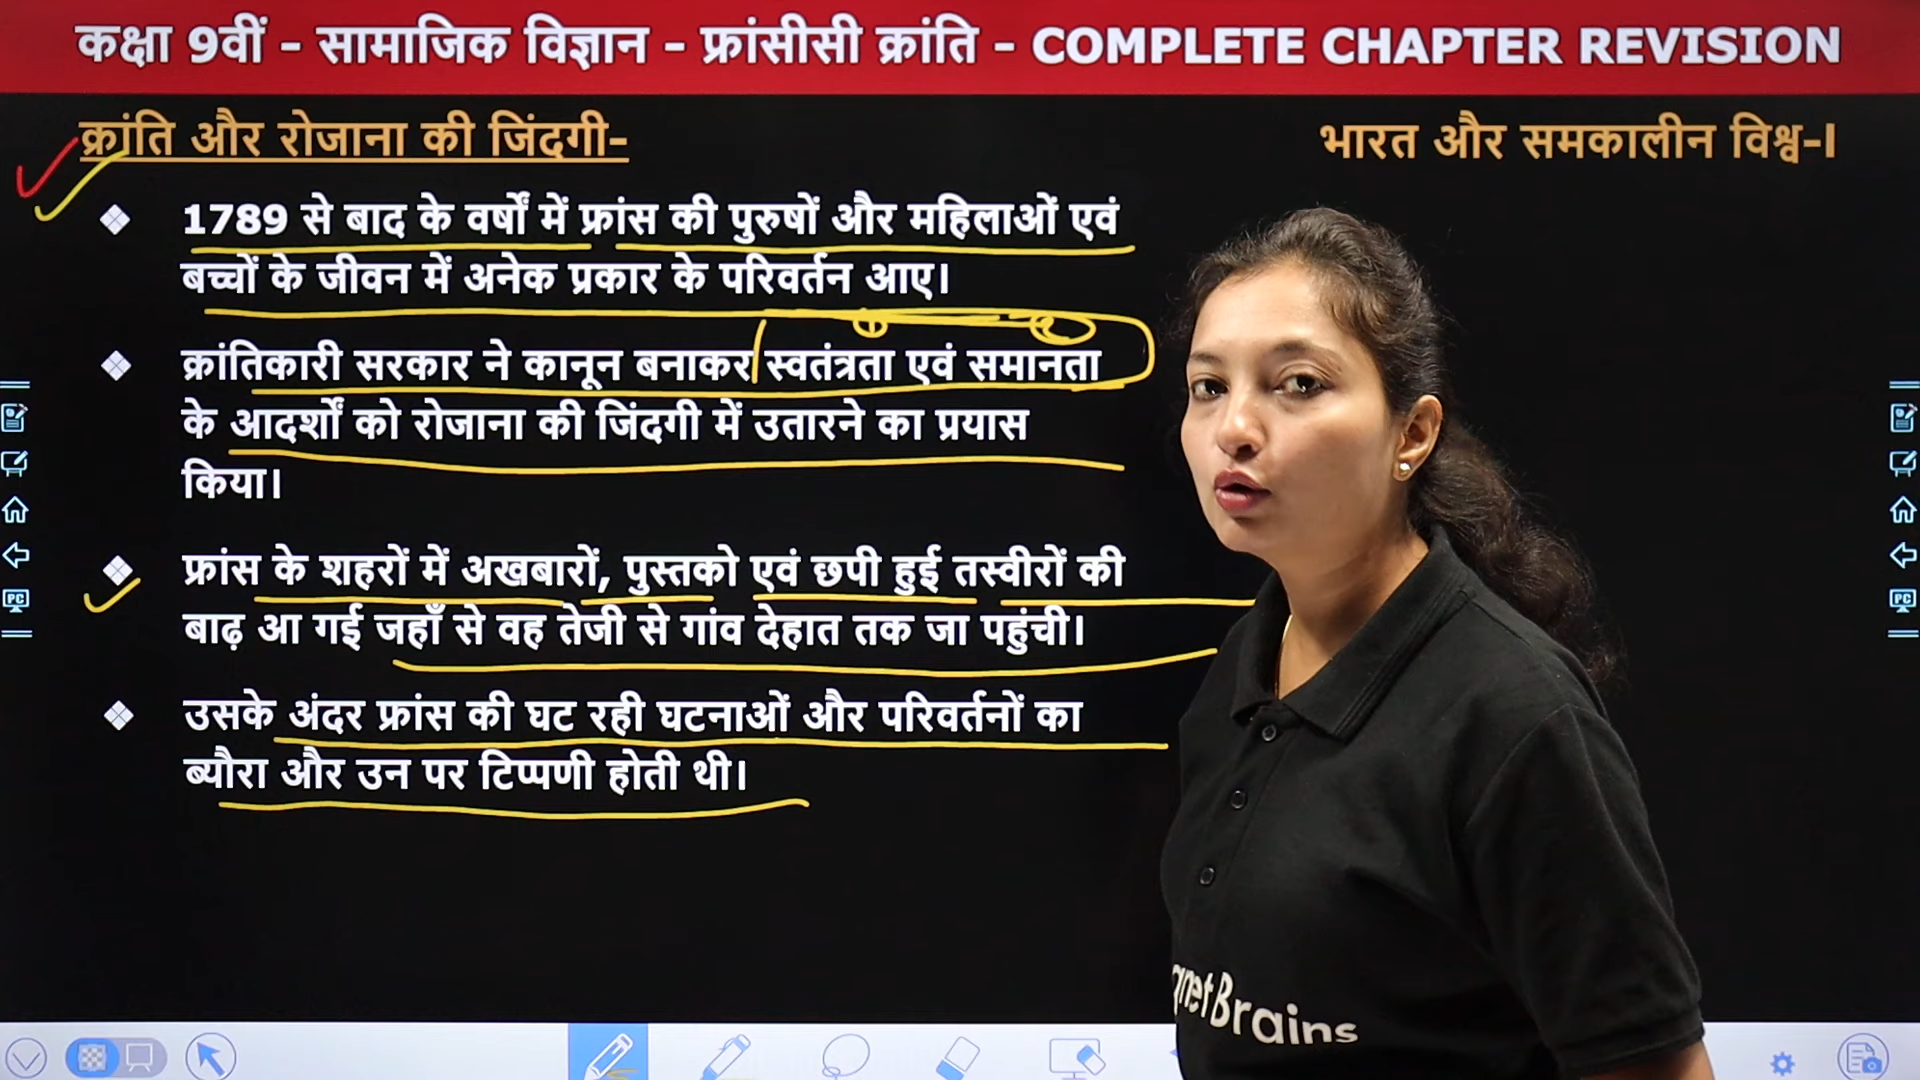 कक्षा 9वीं - सामाजिक विज्ञान - फ्रांसीसी क्रांति - COMPLETE CHAPTER REVISION
क्रांति और रोजाना की जिंदगी-
भारत और समकालीन विश्व-I
1789 से बाद के वर्षों में फ्रांस की पुरुषों और महिलाओं एवं
बच्चों के जीवन में अनेक प्रकार के परिवर्तन आए।
क्रांतिकारी सरकार ने कानून बनाकर स्वतंत्रता एवं समानता
के आदर्शों को रोजाना की जिंदगी में उतारने का प्रयास
किया।
फ्रांस के शहरों में अखबारों, पुस्तको एवं छपी हुई तस्वीरों की
बाढ़ आ गई जहाँ से वह तेजी से गांव देहात तक जा पहुंची।
उसके अंदर फ्रांस की घट रही घटनाओं और परिवर्तनों का
ब्यौरा और उन पर टिप्पणी होती थी।
PC
PC
gnet Brains